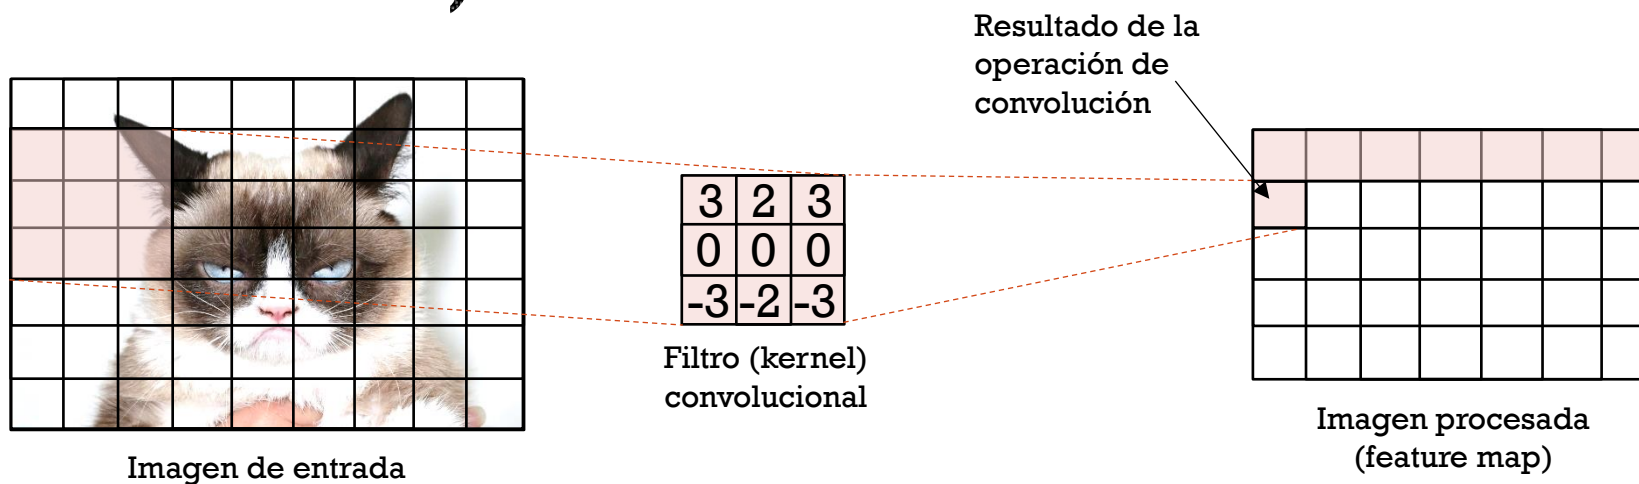 Resultado de la
operación de
convolución
3 2 3
0 0 0
-3 -2 -3
Filtro (kernel)
convolucional
Imagen de entrada
Imagen procesada
(feature map)